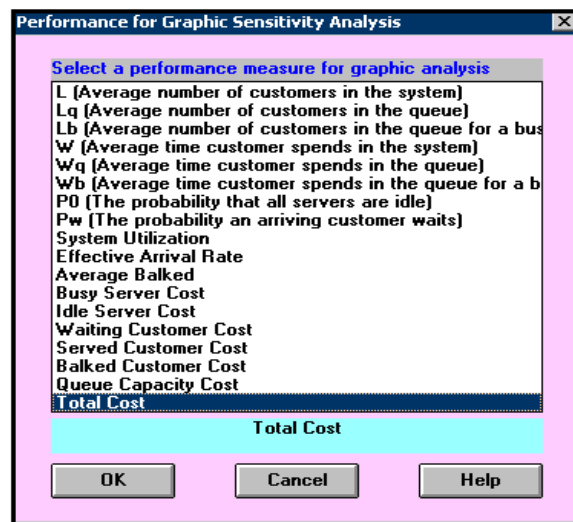 Performance for Graphic Sensitivity Analysis
Select a performance measure for graphic analysis
L (Average number of customers in the system)
Lq (Average number of customers in the queue)
Lb (Average number of customers in the queue for a bus
W (Average time customer spends in the system)
Wq (Average time customer spends in the queue)
Wb (Average time customer spends in the queue for a b
P0 (The probability that all servers are idle)
Pw (The probability an arriving customer waits)
System Utilization
Effective Arrival Rate
Average Balked
Busy Server Cost
Idle Server Cost
Waiting Customer Cost
Served Customer Cost
Balked Customer Cost
Queue Capacity Cost
Total Cost
Total Cost
OK Cancel Help